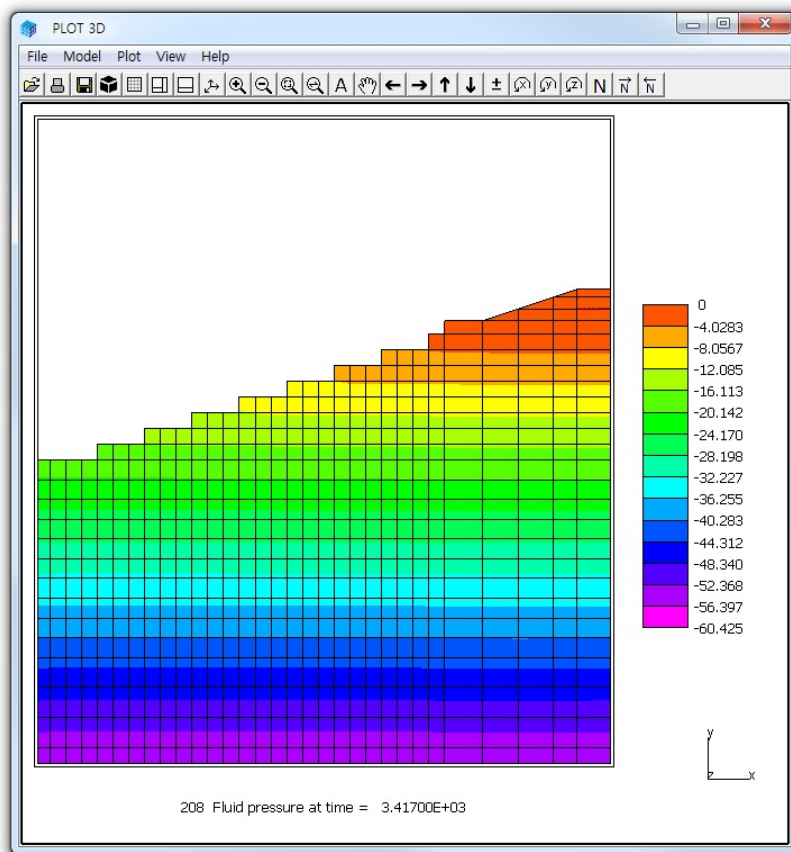 PLOT 3D
File Model Plot View Help
A
±
x y z N N N
0
-4.0283
-8.0567
-12.085
-16.113
-20.142
-24.170
-28.198
-32.227
-36.255
-40.283
-44.312
-48.340
-52.368
-56.397
-60.425
y
z x
208 Fluid pressure at time = 3.41700E+03